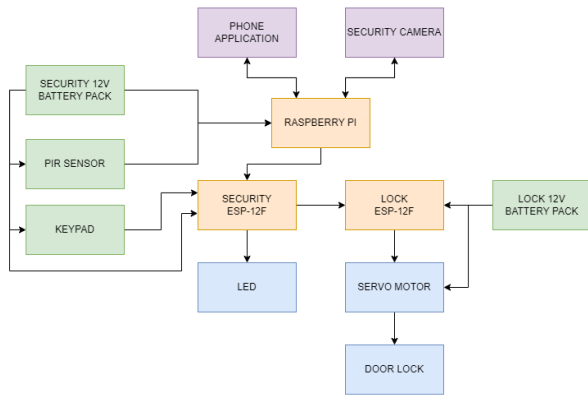 PHONE
APPLICATION
SECURITY CAMERA
SECURITY 12V
BATTERY PACK
RASPBERRY PI
PIR SENSOR
SECURITY
ESP-12F
LOCK
ESP-12F
LOCK 12V
BATTERY PACK
KEYPAD
LED
SERVO MOTOR
DOOR LOCK